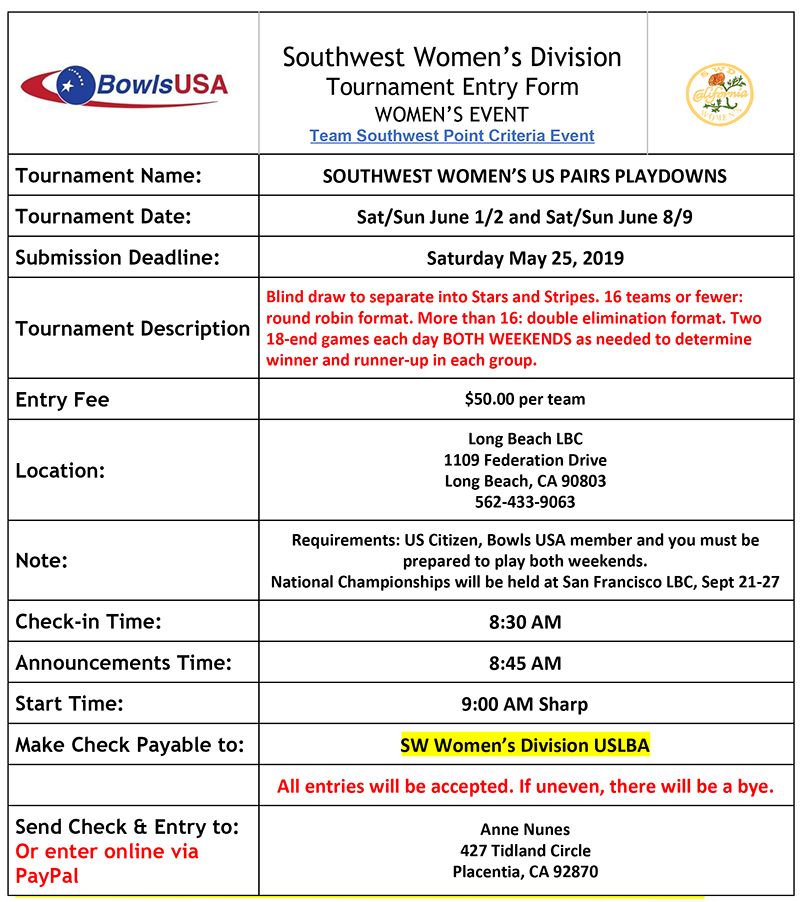 BowlsUSA
Southwest Women's Division
Tournament Entry Form
WOMEN'S EVENT
Team Southwest Point Criteria Event
SWD
California
WOMEN'S
Tournament Name:
SOUTHWEST WOMEN'S US PAIRS PLAYDOWNS
Tournament Date:
Sat/Sun June 1/2 and Sat/Sun June 8/9
Submission Deadline:
Saturday May 25, 2019
Tournament Description
Blind draw to separate into Stars and Stripes. 16 teams or fewer:
round robin format. More than 16: double elimination format. Two
18-end games each day BOTH WEEKENDS as needed to determine
winner and runner-up in each group.
Entry Fee
$50.00 per team
Location:
Long Beach LBC
1109 Federation Drive
Long Beach, CA 90803
562-433-9063
Note:
Requirements: US Citizen, Bowls USA member and you must be
prepared to play both weekends.
National Championships will be held at San Francisco LBC, Sept 21-27
Check-in Time:
8:30 AM
Announcements Time:
8:45 AM
Start Time:
9:00 AM Sharp
Make Check Payable to:
SW Women's Division USLBA
All entries will be accepted. If uneven, there will be a bye.
Send Check & Entry to:
Or enter online via
PayPal
Anne Nunes
427 Tidland Circle
Placentia, CA 92870